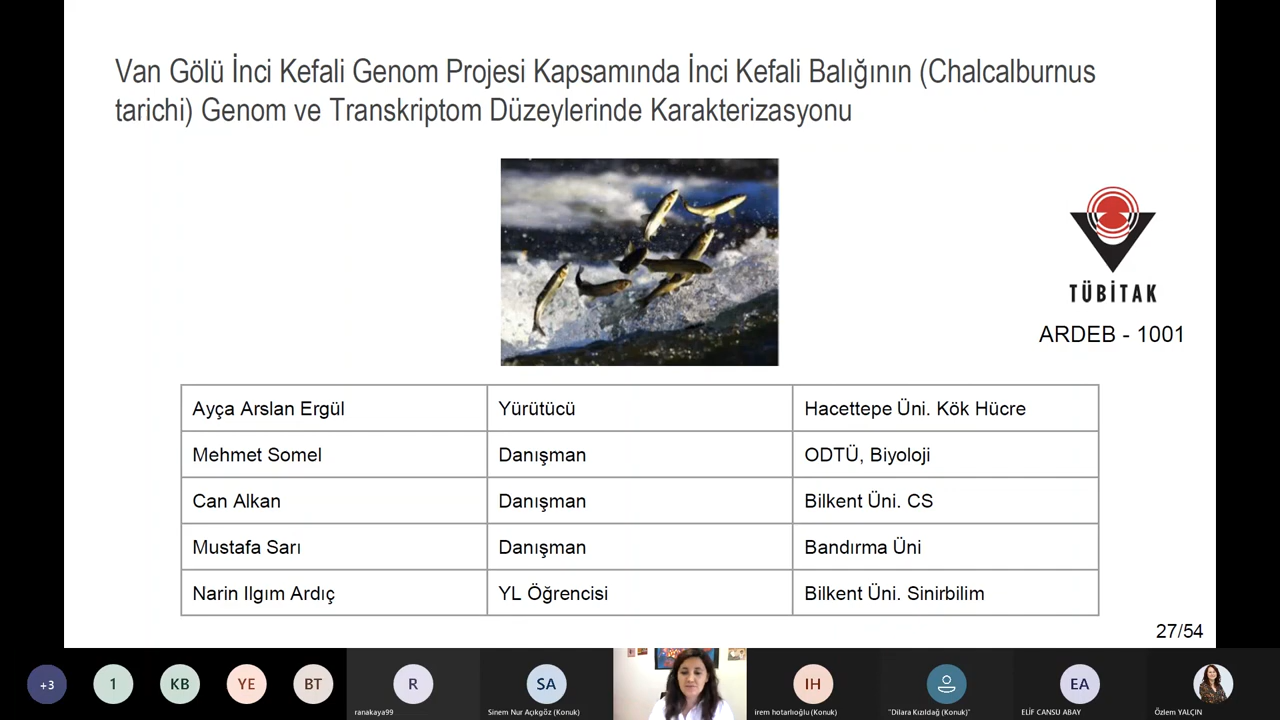 Van Gölü İnci Kefali Genom Projesi Kapsamında İnci Kefali Balığının (Chalcalburnus
tarichi) Genom ve Transkriptom Düzeylerinde Karakterizasyonu
TÜBİTAK
ARDEB - 1001
Ayça Arslan Ergül Yürütücü Hacettepe Üni. Kök Hücre
Mehmet Somel Danışman ODTÜ, Biyoloji
Can Alkan Danışman Bilkent Üni. CS
Mustafa Sarı Danışman Bandırma Üni
Narin Ilgım Ardıç YL Öğrencisi Bilkent Üni. Sinirbilim
27/54
+3 1 KB YE BT R SA IH EA
ranakaya99 Sinem Nur Açıkgöz (Konuk) irem hotarlıoğlu (Konuk) "Dilara Kızıldağ (Konuk)" ELİF CANSU ABAY Özlem YALÇIN